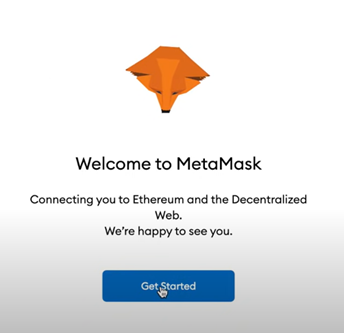 Welcome to MetaMask
Connecting you to Ethereum and the Decentralized
Web.
We're happy to see you.
Get Started